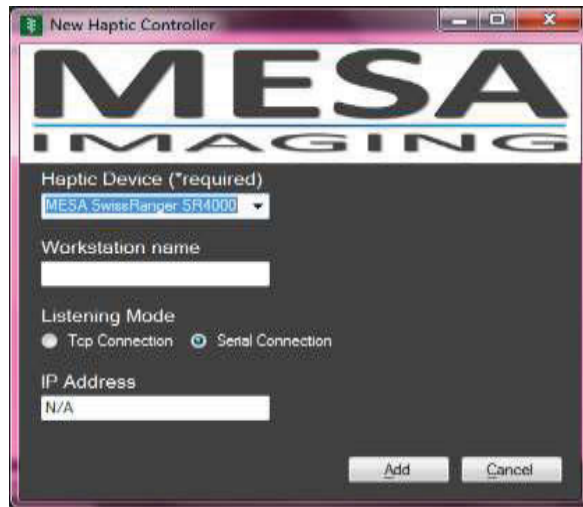 New Haptic Controller
MESA
IMAGING
Haptic Device (*required)
MESA SwissRanger SR4000
Workstation name
Listening Mode
Tcp Connection Serial Connection
IP Address
N/A
Add Cancel